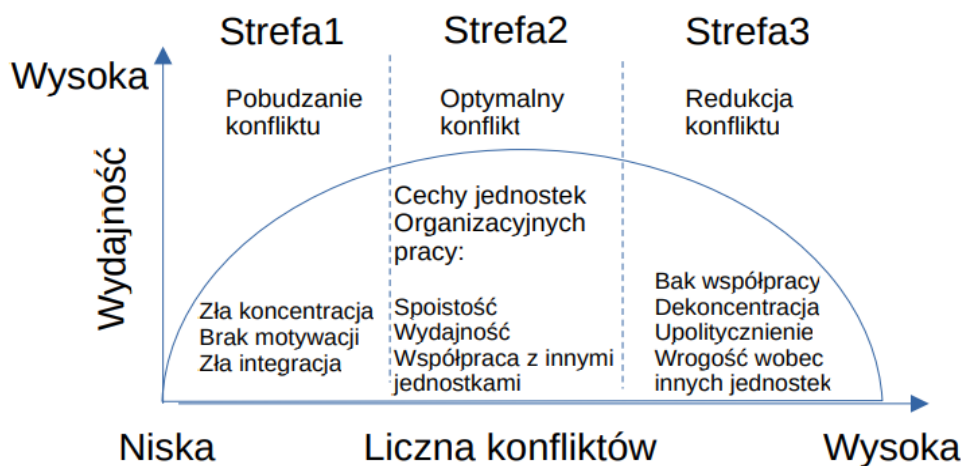 Strefa1
Strefa2
Strefa3
Wysoka
Pobudzanie
konfliktu
Optymalny
konflikt
Redukcja
konfliktu
Wydajność
Cechy jednostek
Organizacyjnych
pracy:
Spoistość
Wydajność
Współpraca z innymi
jednostkami
Zła koncentracja
Brak motywacji
Zła integracja
Bak współpracy
Dekoncentracja
Upolitycznienie
Wrogość wobec
innych jednostek
Niska
Liczna konfliktów
Wysoka